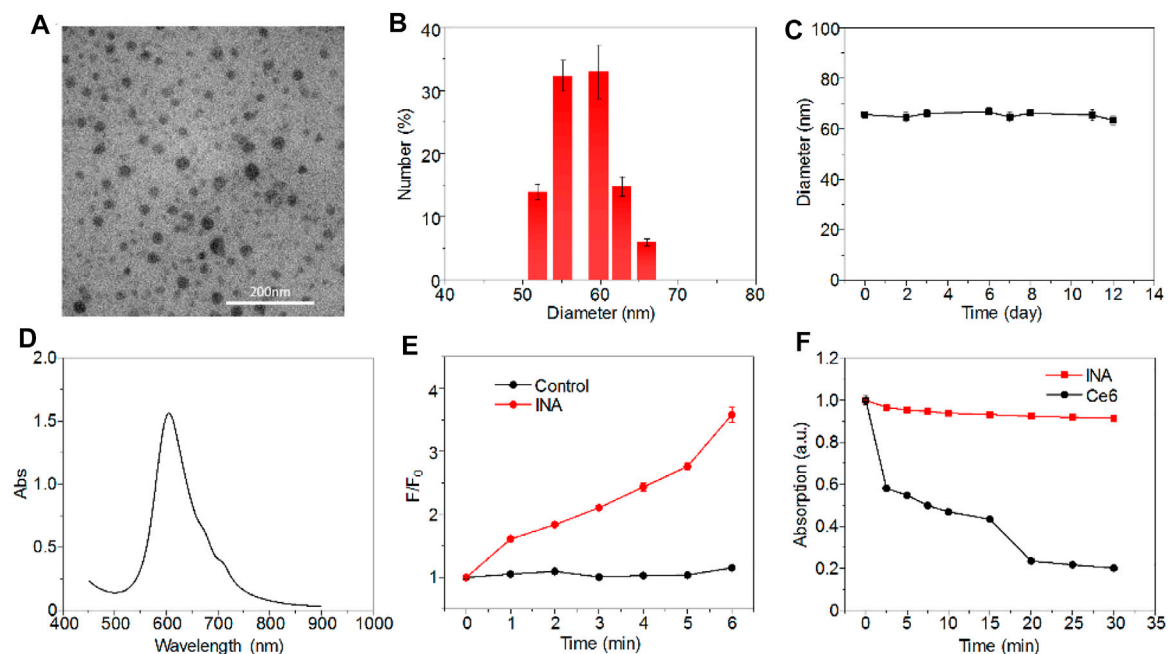 A
200nm
B
40
30
20
10
0
Number (%)
40 50 60 70 80
Diameter (nm)
C
100
80
60
40
20
0
Diameter (nm)
0 2 4 6 8 10 12 14
Time (day)
D
2.0
1.5
1.0
0.5
0.0
Abs
400 500 600 700 800 900 1000
Wavelength (nm)
E
Control
INA
4
3
2
1
F/F0
0 1 2 3 4 5 6
Time (min)
F
INA
Ce6
1.2
1.0
0.8
0.6
0.4
0.2
Absorption (a.u.)
0 5 10 15 20 25 30 35
Time (min)